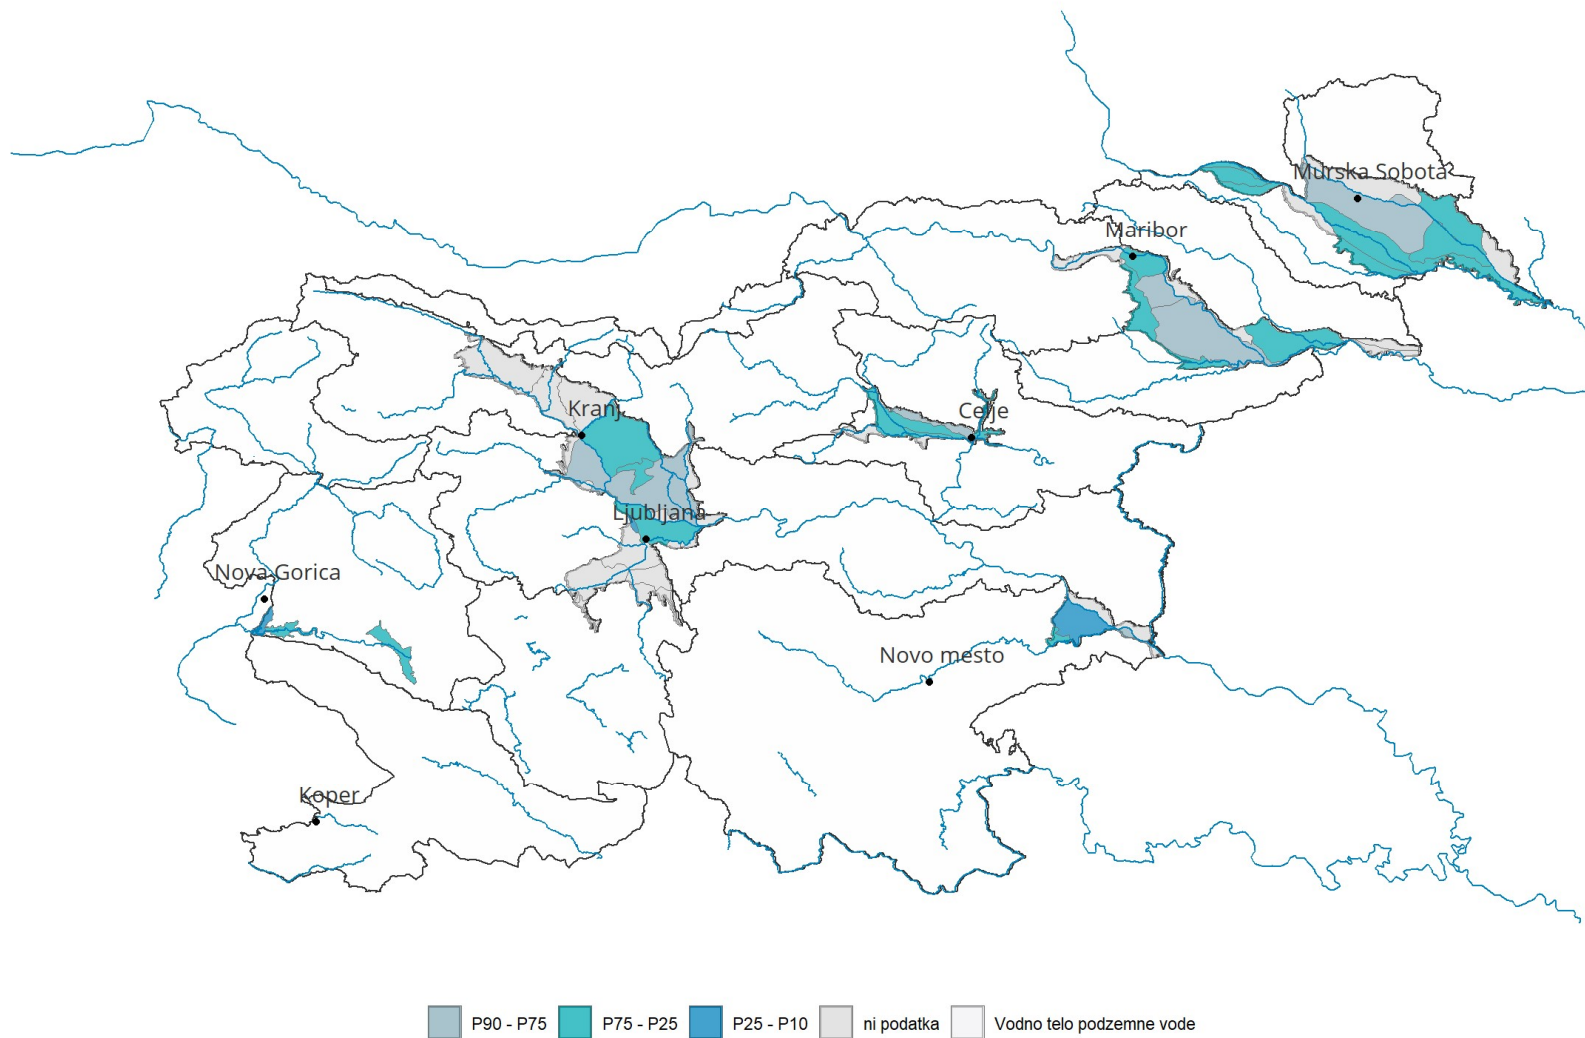 Murska Sobota
Maribor
Kranj
Celje
Ljubljana
Nova Gorica
Novo mesto
Koper
P90 - P75
P75 - P25
P25 - P10
ni podatka
Vodno telo podzemne vode